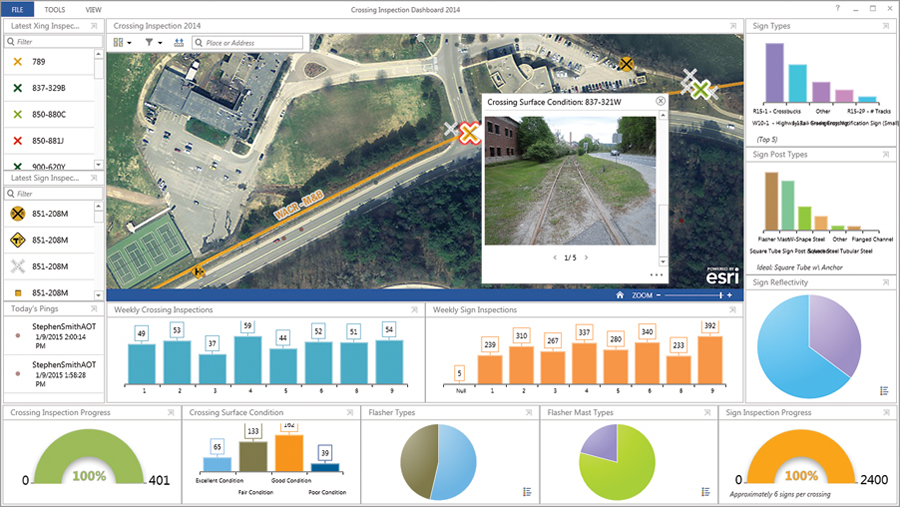 FILE TOOLS VIEW
Crossing Inspection Dashboard 2014
Latest Xing Inspec...
Filter
789
837-329B
850-880C
850-881J
900-620Y
Latest Sign Inspec...
Filter
851-208M
851-208M
851-208M
851-208M
Today's Pings
StephenSmithAOT
1/9/2015 2:00:14
PM
StephenSmithAOT
1/9/2015 1:58:28
PM
Crossing Inspection 2014
Place or Address
WACR - M&B
Crossing Surface Condition: 837-321W
1/5
POWERED BY
esri
ZOOM
Weekly Crossing Inspections
49 53 37 59 44 52 51 54
1 2 3 4 5 6 8 9
Weekly Sign Inspections
5 239 310 267 337 280 340 233 392
Null 1 2 3 4 5 6 8 9
Sign Types
R15-1 - Crossbucks Other R15-2P - # Tracks
W10-1 - Highway
(Top 5)
Sign Post Types
Flasher Mast W-Shape Steel Other Flanged Channel
Square Tube Sign Post
Ideal: Square Tube w\ Anchor
Sign Reflectivity
Crossing Inspection Progress
0 100% 401
Crossing Surface Condition
65 133 162 39
Excellent Condition Good Condition
Fair Condition Poor Condition
Flasher Types
Flasher Mast Types
Sign Inspection Progress
0 100% 2400
Approximately 6 signs per crossing